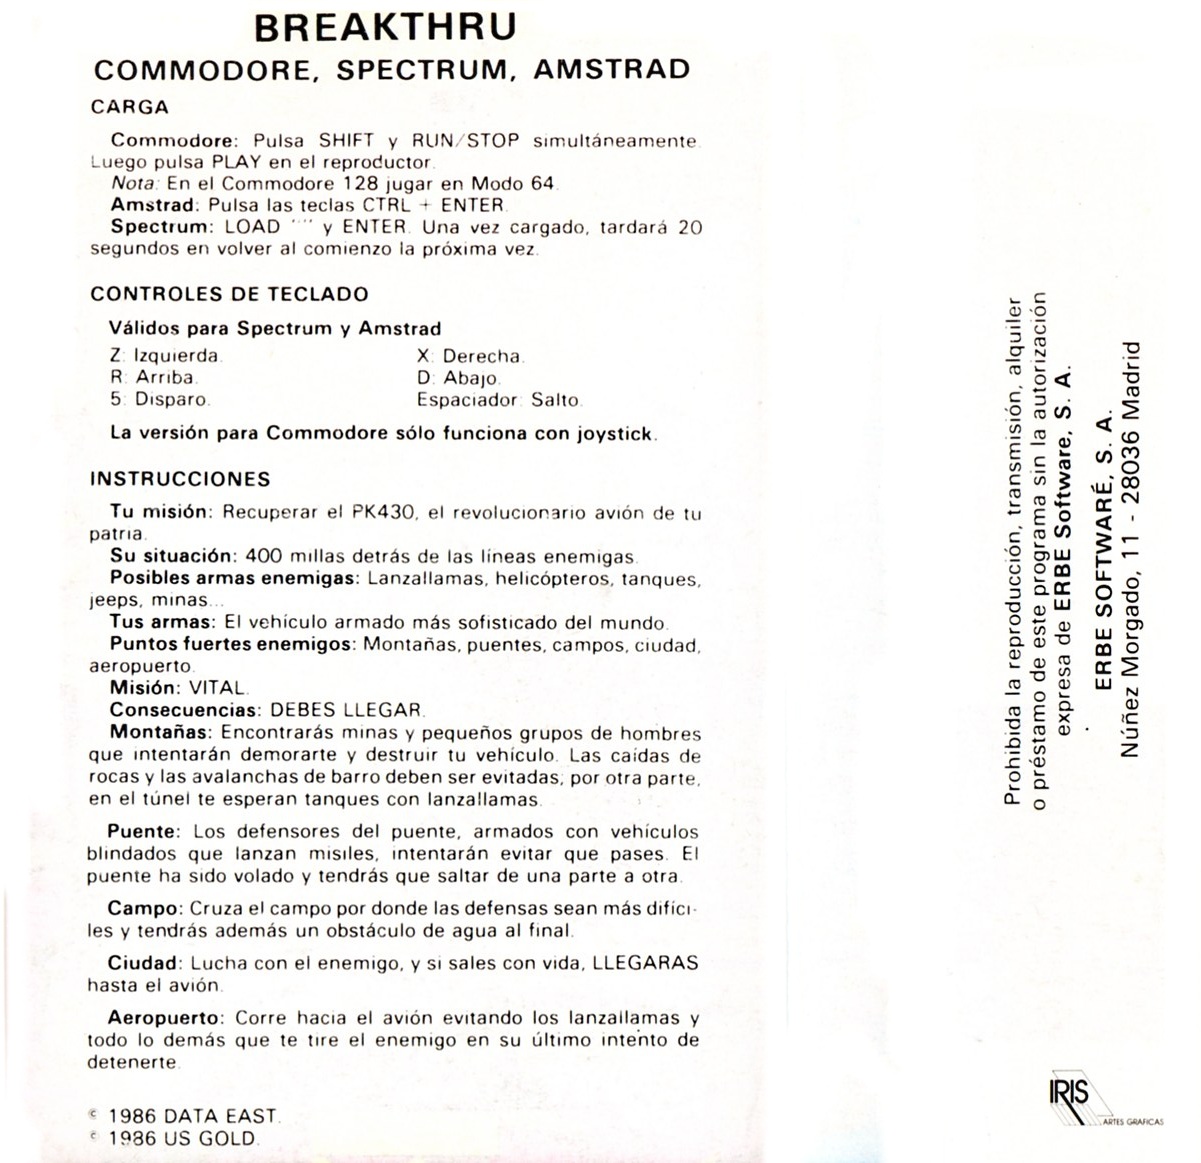 BREAKTHRU
COMMODORE, SPECTRUM, AMSTRAD
CARGA
Commodore: Pulsa SHIFT y RUN/STOP simultáneamente.
Luego pulsa PLAY en el reproductor.
Nota: En el Commodore 128 jugar en Modo 64.
Amstrad: Pulsa las teclas CTRL + ENTER.
Spectrum: LOAD "" y ENTER. Una vez cargado, tardará 20
segundos en volver al comienzo la próxima vez.
CONTROLES DE TECLADO
Válidos para Spectrum y Amstrad
Z: Izquierda. X: Derecha.
R: Arriba. D: Abajo.
5: Disparo. Espaciador: Salto.
La versión para Commodore sólo funciona con joystick.
INSTRUCCIONES
Tu misión: Recuperar el PK430, el revolucionario avión de tu
patria.
Su situación: 400 millas detrás de las líneas enemigas.
Posibles armas enemigas: Lanzallamas, helicópteros, tanques,
jeeps, minas...
Tus armas: El vehículo armado más sofisticado del mundo.
Puntos fuertes enemigos: Montañas, puentes, campos, ciudad,
aeropuerto.
Misión: VITAL.
Consecuencias: DEBES LLEGAR.
Montañas: Encontrarás minas y pequeños grupos de hombres
que intentarán demorarte y destruir tu vehículo. Las caídas de
rocas y las avalanchas de barro deben ser evitadas; por otra parte,
en el túnel te esperan tanques con lanzallamas.
Puente: Los defensores del puente, armados con vehículos
blindados que lanzan misiles, intentarán evitar que pases. El
puente ha sido volado y tendrás que saltar de una parte a otra.
Campo: Cruza el campo por donde las defensas sean más difíci-
les y tendrás además un obstáculo de agua al final.
Ciudad: Lucha con el enemigo, y si sales con vida, LLEGARAS
hasta el avión.
Aeropuerto: Corre hacia el avión evitando los lanzallamas y
todo lo demás que te tire el enemigo en su último intento de
detenerte.
© 1986 DATA EAST.
© 1986 US GOLD.
Prohibida la reproducción, transmisión, alquiler
o préstamo de este programa sin la autorización
expresa de ERBE Software, S. A.
ERBE SOFTWARE, S. A.
Núñez Morgado, 11 - 28036 Madrid
IRIS
ARTES GRAFICAS